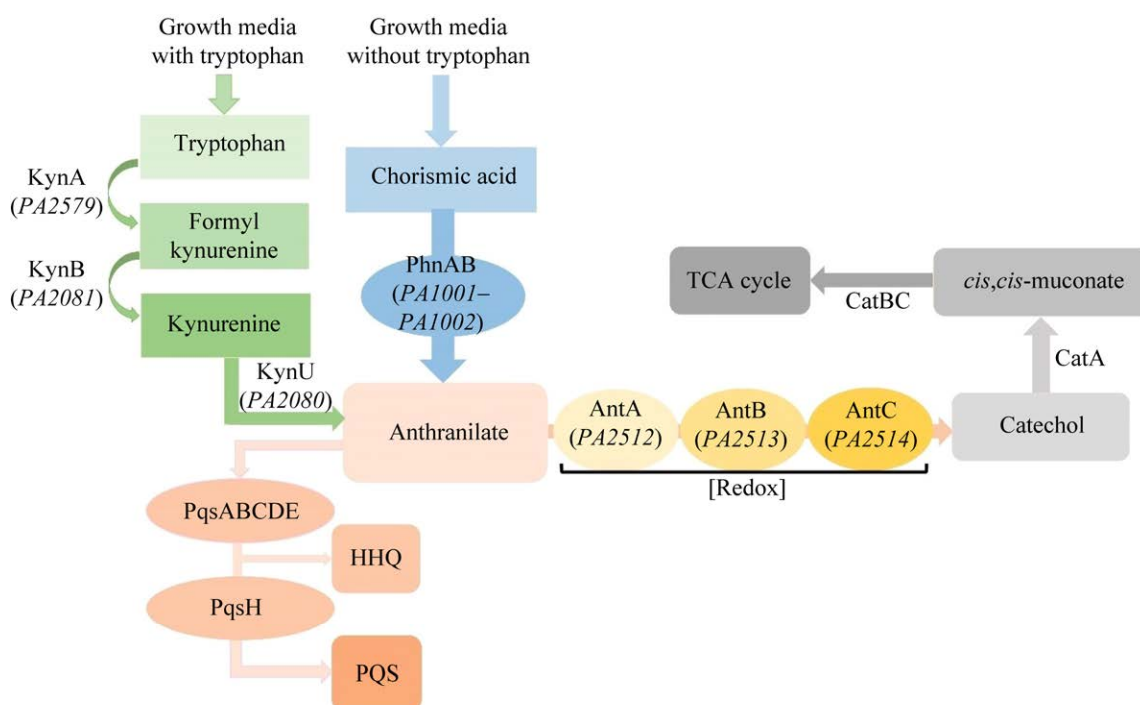 Growth media
with tryptophan
Growth media
without tryptophan
Tryptophan
Chorismic acid
KynA
(PA2579)
Formyl
kynurenine
KynB
(PA2081)
PhnAB
(PA1001–
PA1002)
TCA cycle
cis,cis-muconate
CatBC
Kynurenine
KynU
(PA2080)
CatA
Anthranilate
AntA
(PA2512)
AntB
(PA2513)
AntC
(PA2514)
Catechol
[Redox]
PqsABCDE
HHQ
PqsH
PQS